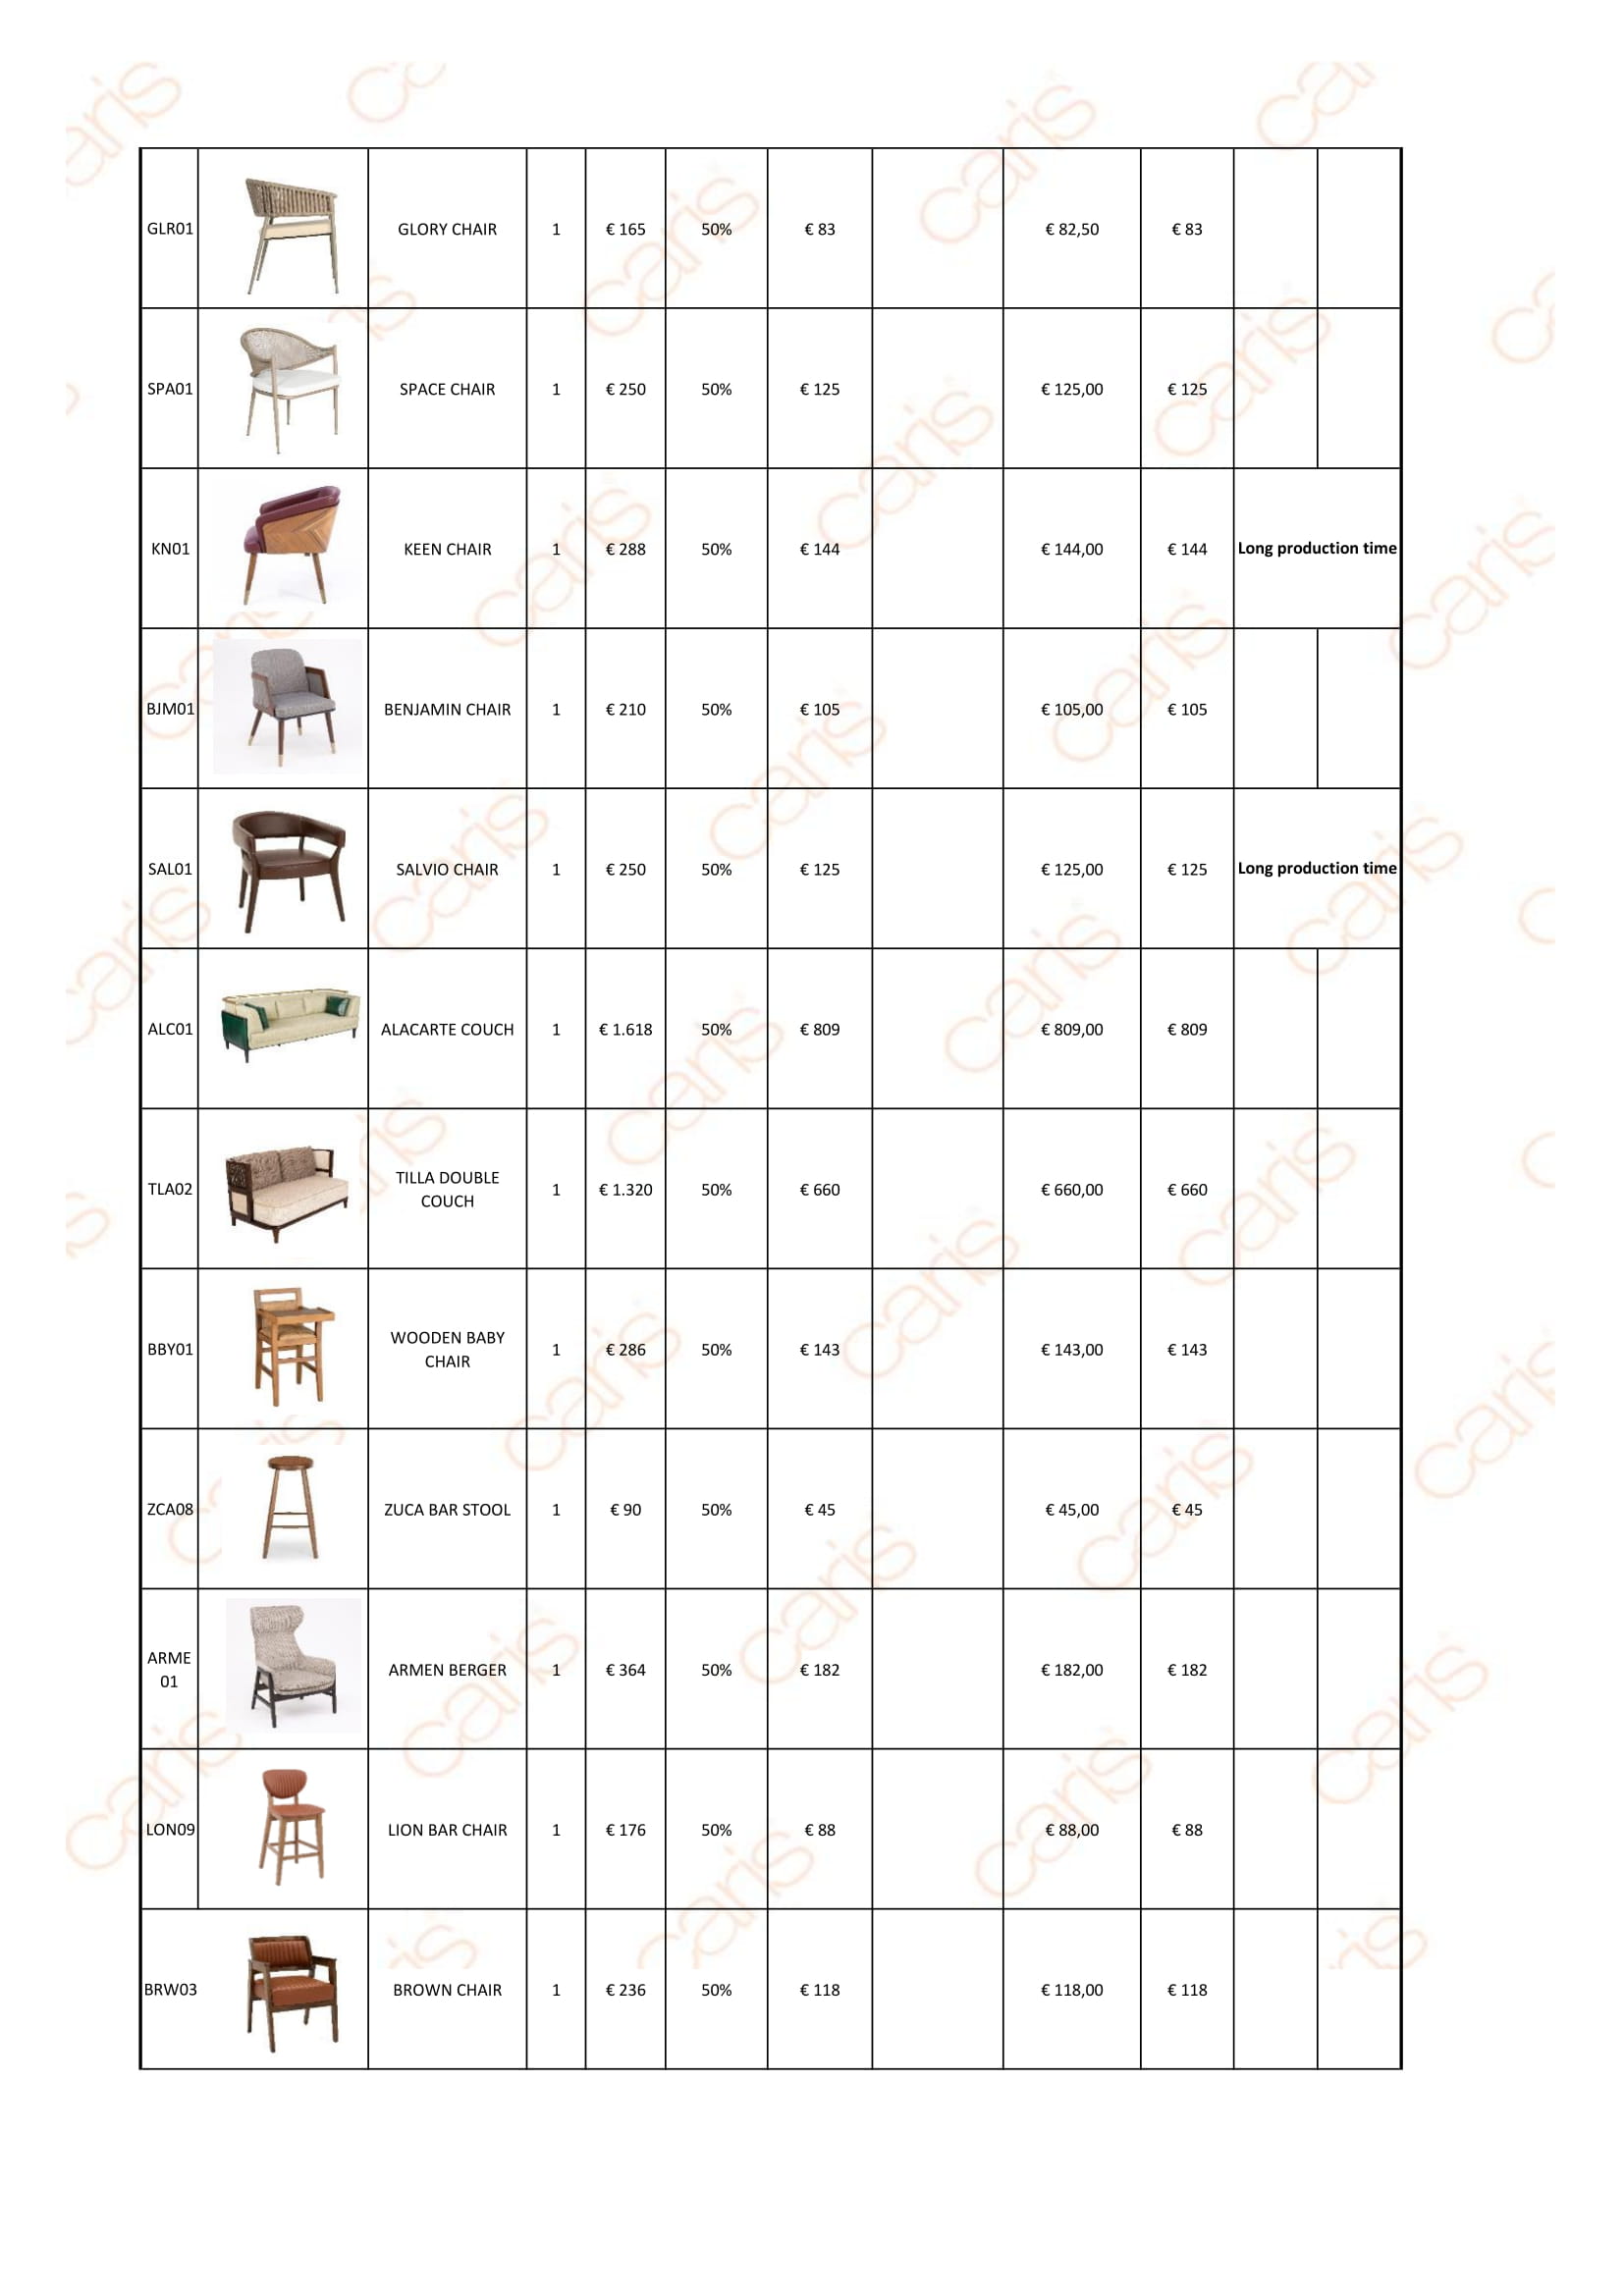 GLR01 GLORY CHAIR 1 € 165 50% € 83 € 82,50 € 83
SPA01 SPACE CHAIR 1 € 250 50% € 125 € 125,00 € 125
KN01 KEEN CHAIR 1 € 288 50% € 144 € 144,00 € 144 Long production time
BJM01 BENJAMIN CHAIR 1 € 210 50% € 105 € 105,00 € 105
SAL01 SALVIO CHAIR 1 € 250 50% € 125 € 125,00 € 125 Long production time
ALC01 ALACARTE COUCH 1 € 1.618 50% € 809 € 809,00 € 809
TLA02 TILLA DOUBLE
COUCH 1 € 1.320 50% € 660 € 660,00 € 660
BBY01 WOODEN BABY
CHAIR 1 € 286 50% € 143 € 143,00 € 143
ZCA08 ZUCA BAR STOOL 1 € 90 50% € 45 € 45,00 € 45
ARME
01 ARMEN BERGER 1 € 364 50% € 182 € 182,00 € 182
LON09 LION BAR CHAIR 1 € 176 50% € 88 € 88,00 € 88
BRW03 BROWN CHAIR 1 € 236 50% € 118 € 118,00 € 118
caris